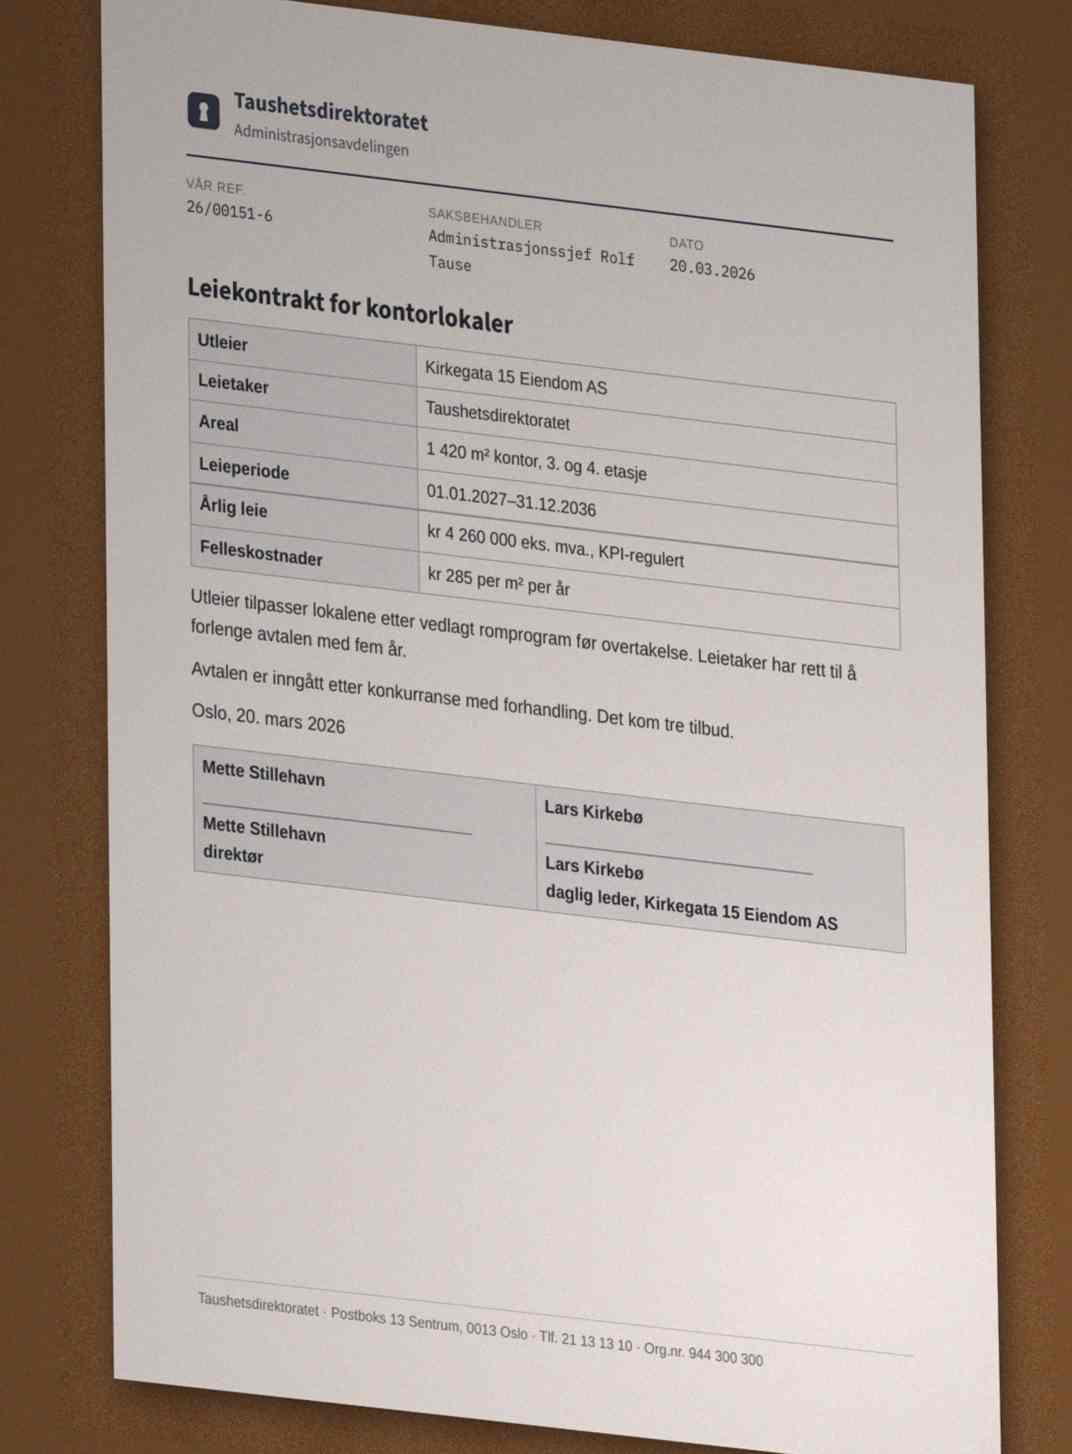 Taushetsdirektoratet
Administrasjonsavdelingen
VÅR REF.
26/00151-6
SAKSBEHANDLER
Administrasjonssjef Rolf
Tause
DATO
20.03.2026
Leiekontrakt for kontorlokaler
Utleier Kirkegata 15 Eiendom AS
Leietaker Taushetsdirektoratet
Areal 1 420 m² kontor, 3. og 4. etasje
Leieperiode 01.01.2027–31.12.2036
Årlig leie kr 4 260 000 eks. mva., KPI-regulert
Felleskostnader kr 285 per m² per år
Utleier tilpasser lokalene etter vedlagt romprogram før overtakelse. Leietaker har rett til å
forlenge avtalen med fem år.
Avtalen er inngått etter konkurranse med forhandling. Det kom tre tilbud.
Oslo, 20. mars 2026
Mette Stillehavn
Mette Stillehavn
direktør
Lars Kirkebø
Lars Kirkebø
daglig leder, Kirkegata 15 Eiendom AS
Taushetsdirektoratet · Postboks 13 Sentrum, 0013 Oslo · Tlf. 21 13 13 10 · Org.nr. 944 300 300